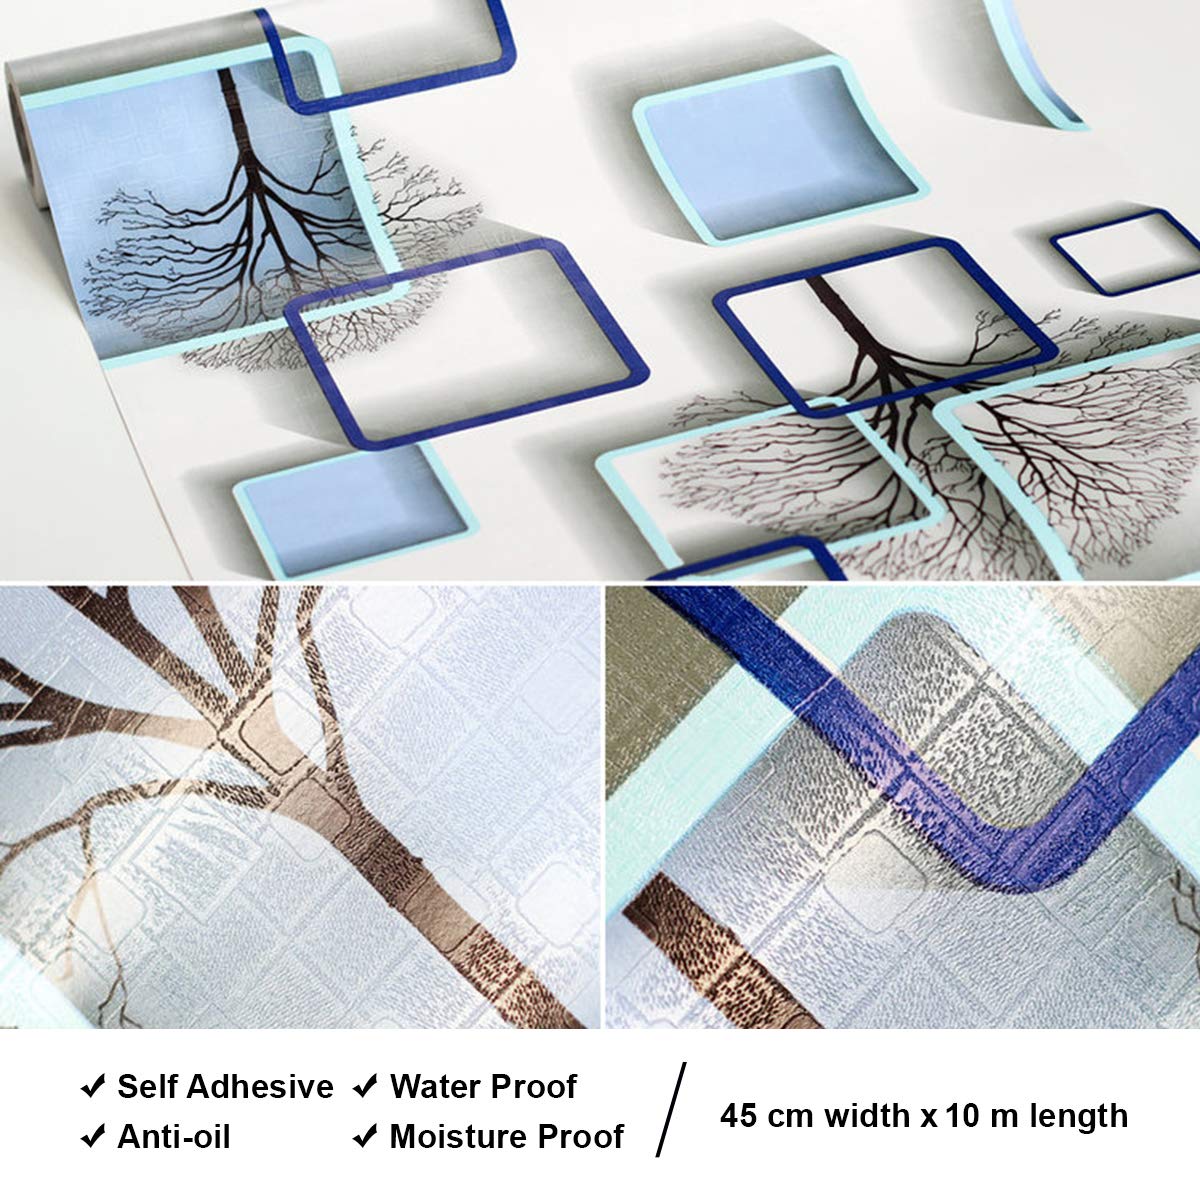 ✓ Self Adhesive ✓ Water Proof
✓ Anti-oil ✓ Moisture Proof
45 cm width x 10 m length